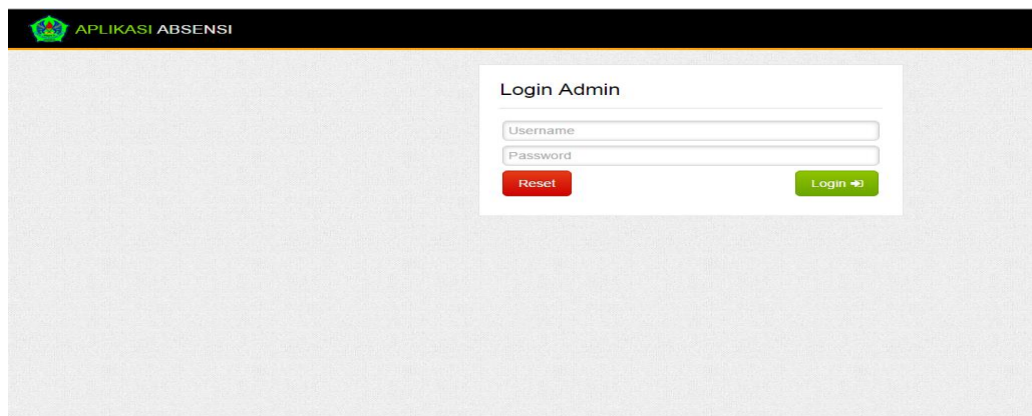 APLIKASI ABSENSI
Login Admin
Username
Password
Reset
Login